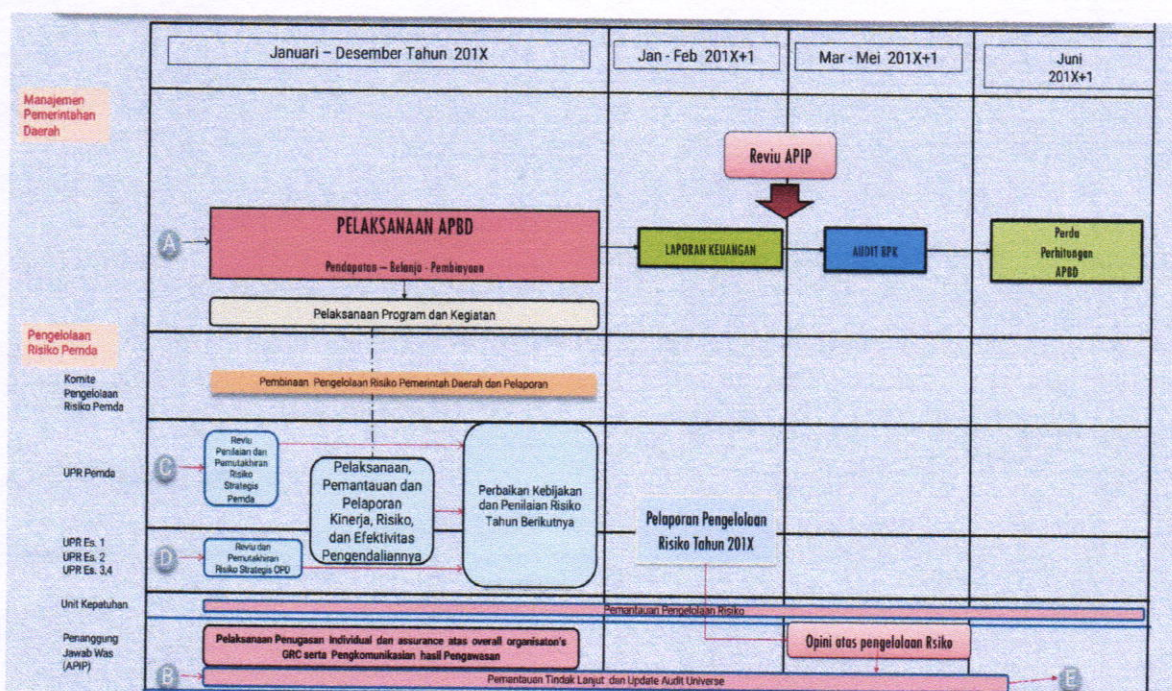 Januari – Desember Tahun 201X
Jan - Feb 201X+1
Mar - Mei 201X+1
Juni
201X+1
Manajemen
Pemerintahan
Daerah
Reviu APIP
A
PELAKSANAAN APBD
Pendapatan – Belanja - Pembiayaan
LAPORAN KEUANGAN
AUDIT BPK
Perda
Perhitungan
APBD
Pelaksanaan Program dan Kegiatan
Pengelolaan
Risiko Pemda
Komite
Pengelolaan
Risiko Pemda
Pembinaan Pengelolaan Risiko Pemerintah Daerah dan Pelaporan
UPR Pemda
C
Reviu
Penilaian dan
Pemutakhiran
Risiko
Strategis
Pemda
Pelaksanaan,
Pemantauan dan
Pelaporan
Kinerja, Risiko,
dan Efektivitas
Pengendaliannya
Perbaikan Kebijakan
dan Penilaian Risiko
Tahun Berikutnya
Pelaporan Pengelolaan
Risiko Tahun 201X
UPR Es. 1
UPR Es. 2
UPR Es. 3,4
D
Reviu dan
Pemutakhiran
Risiko Strategis OPD
Unit Kepatuhan
Pemantauan Pengelolaan Risiko
Penanggung
Jawab Was
(APIP)
Pelaksanaan Penugasan Individual dan assurance atas overall organisaton's
GRC serta Pengkomunikasian hasil Pengawasan
Opini atas pengelolaan Rsiko
B
Pemantauan Tindak Lanjut dan Update Audit Universe
E